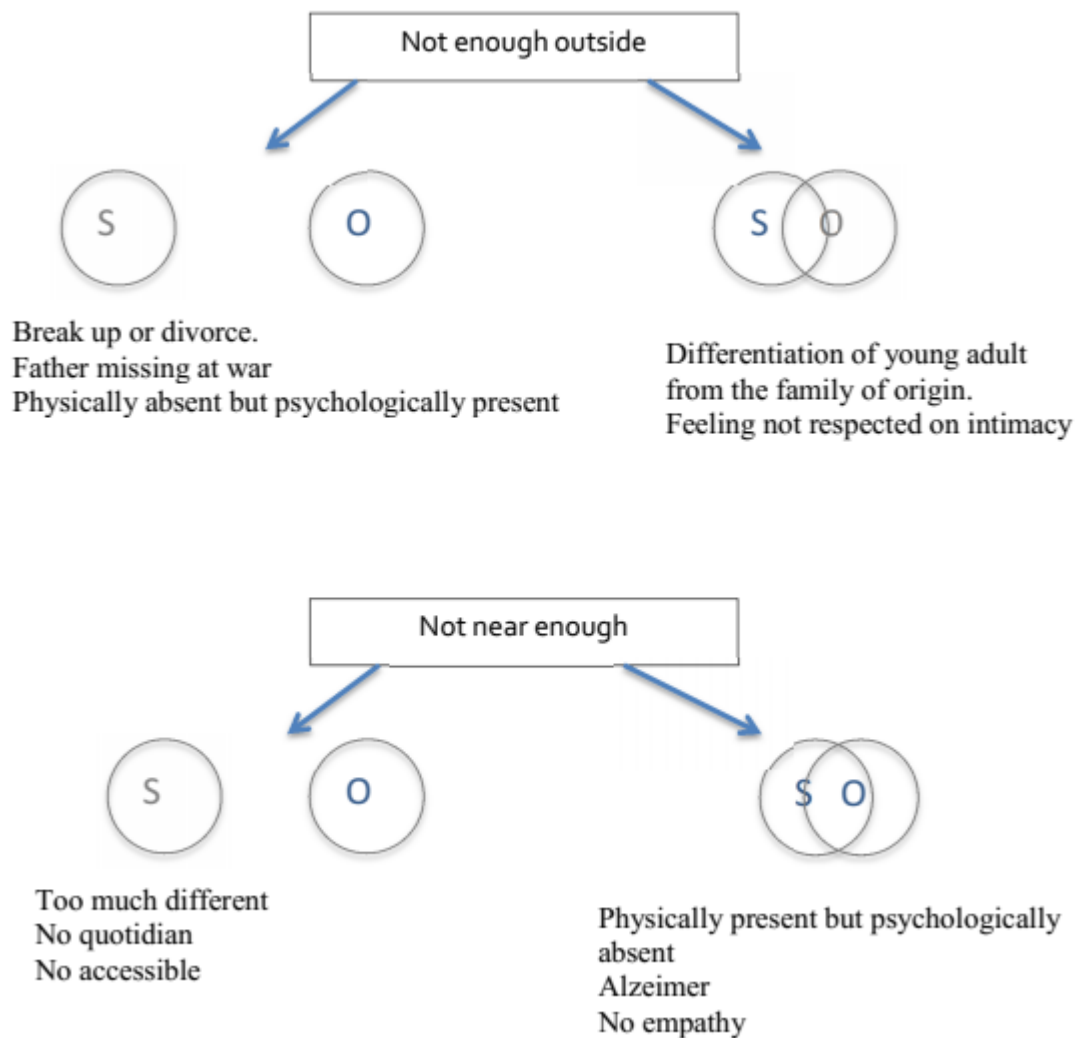 Not enough outside
S
O
S
O
Break up or divorce.
Father missing at war
Physically absent but psychologically present
Differentiation of young adult
from the family of origin.
Feeling not respected on intimacy
Not near enough
S
O
S
O
Too much different
No quotidian
No accessible
Physically present but psychologically
absent
Alzeimer
No empathy